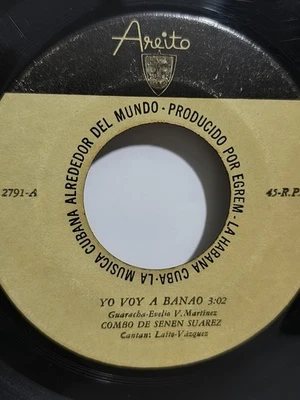 Areito
LA MUSICA CUBANA ALREDEDOR DEL MUNDO - PRODUCIDO POR EGREM - LA HABANA CUBA -
2791-A
45-R.P.
YO VOY A BANAO 3:02
Guaracha-Evelio V. Martínez
COMBO DE SENEN SUAREZ
Cantan: Laito-Vázquez